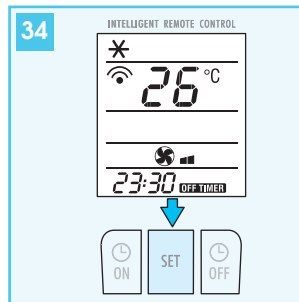 34
INTELLIGENT REMOTE CONTROL
26 °C
23:30 OFF TIMER
ON SET OFF